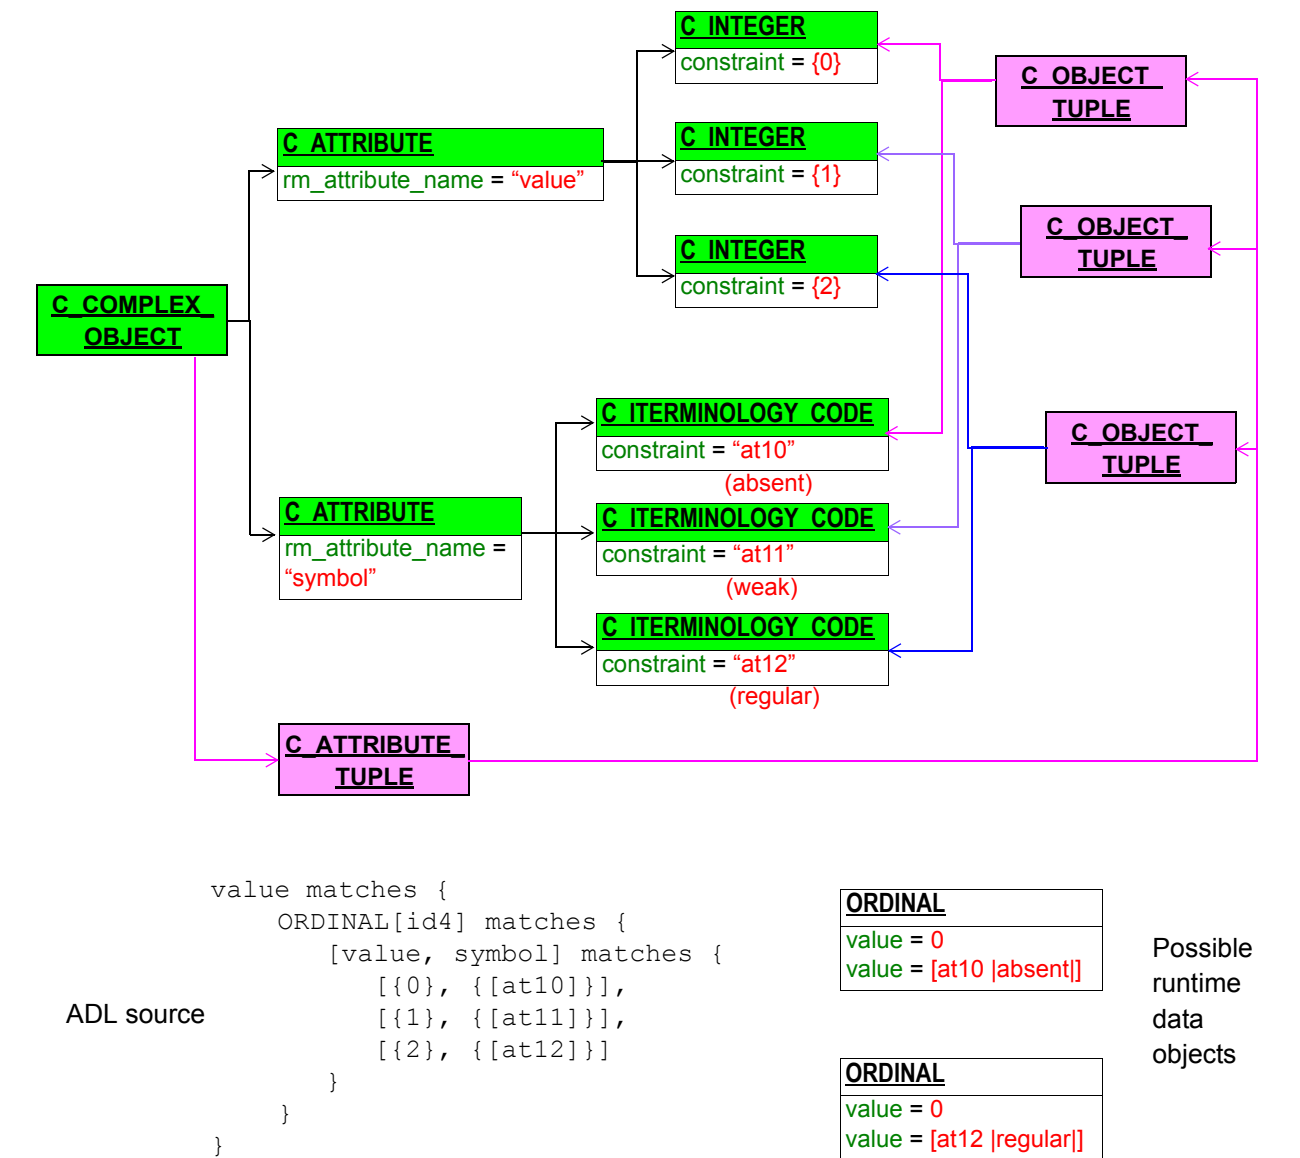 C_INTEGER
constraint = {0}
C_OBJECT_
TUPLE
C_ATTRIBUTE
rm_attribute_name = “value”
C_INTEGER
constraint = {1}
C_OBJECT_
TUPLE
C_INTEGER
constraint = {2}
C_COMPLEX_
OBJECT
C_ITERMINOLOGY_CODE
constraint = “at10”
(absent)
C_OBJECT_
TUPLE
C_ATTRIBUTE
rm_attribute_name =
“symbol”
C_ITERMINOLOGY_CODE
constraint = “at11”
(weak)
C_ITERMINOLOGY_CODE
constraint = “at12”
(regular)
C_ATTRIBUTE_
TUPLE
ADL source
value matches {
ORDINAL[id4] matches {
[value, symbol] matches {
[{0}, {[at10]}],
[{1}, {[at11]}],
[{2}, {[at12]}]
}
}
}
ORDINAL
value = 0
value = [at10 |absent|]
ORDINAL
value = 0
value = [at12 |regular|]
Possible
runtime
data
objects